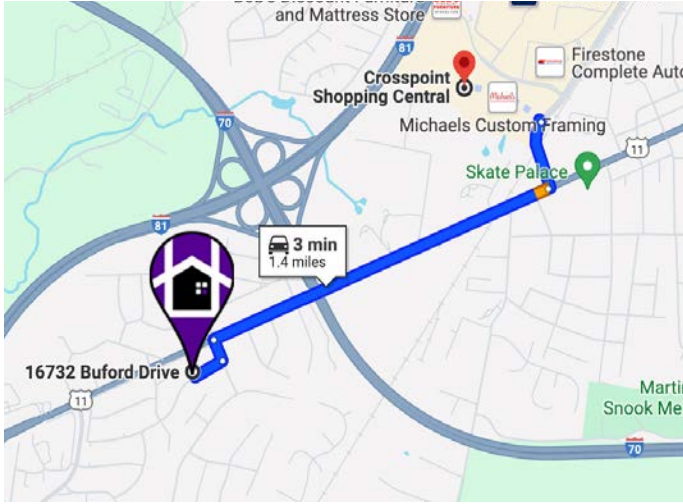 and Mattress Store
81
Firestone
Complete Auto
Crosspoint
Shopping Central
Michaels
70
Michaels Custom Framing
11
Skate Palace
81
3 min
1.4 miles
16732 Buford Drive
11
Snook Me
70